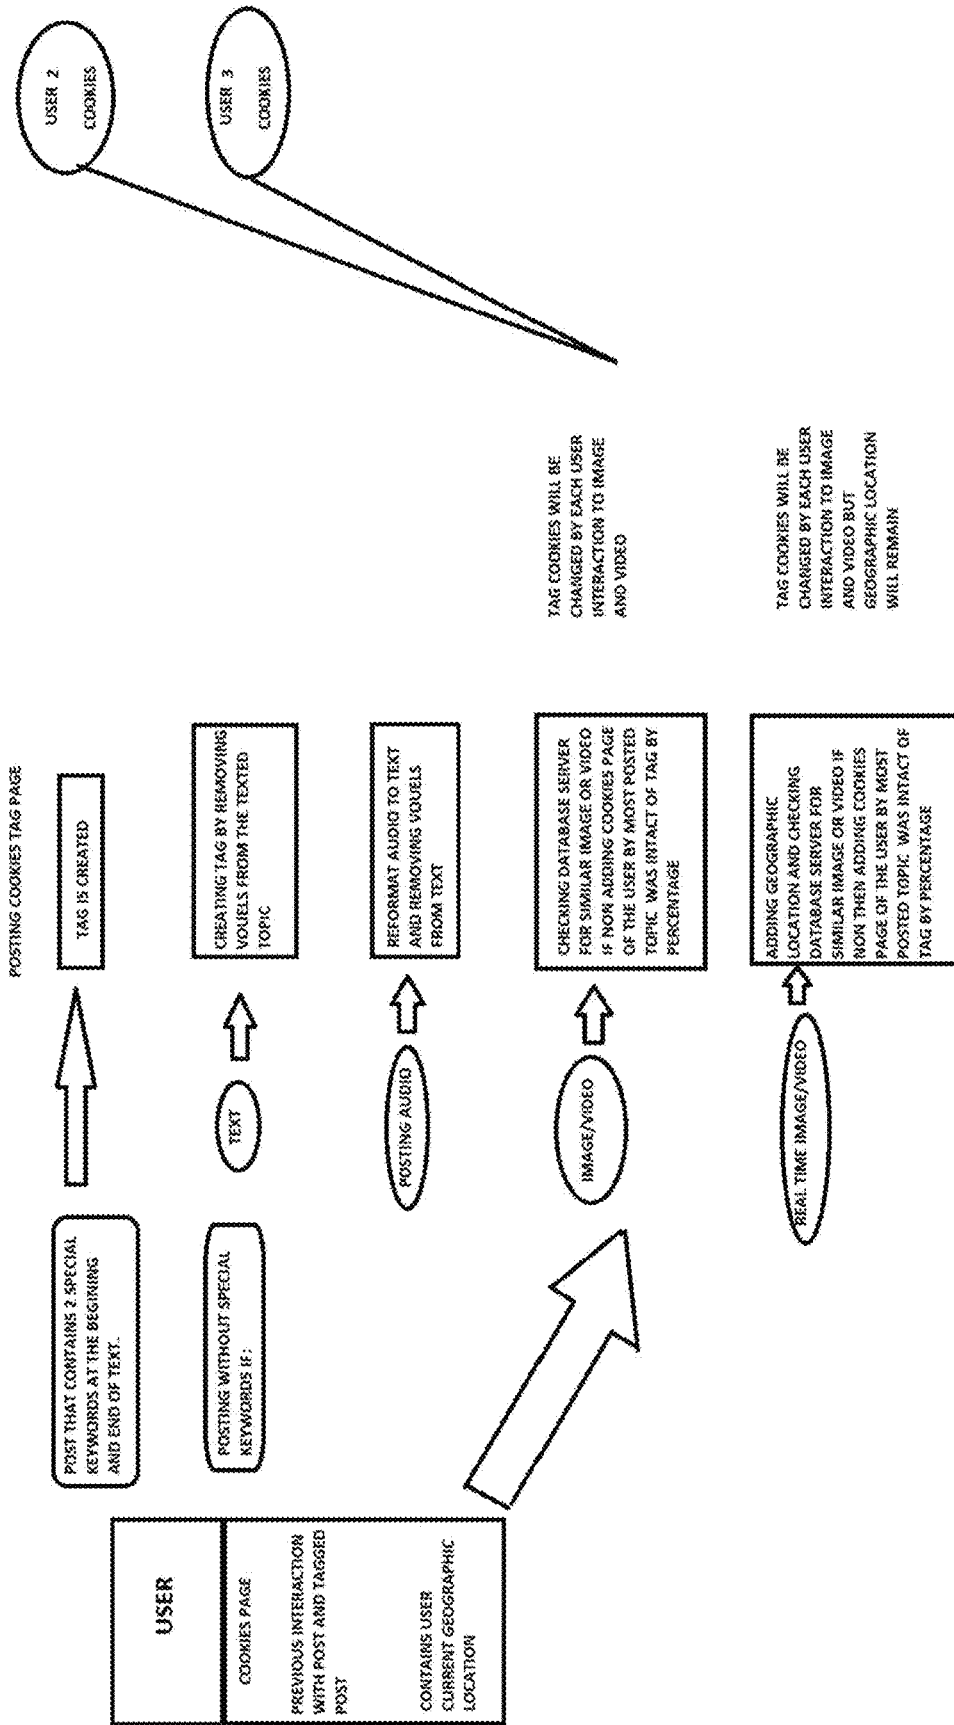 POSTING COOKIES TAG PAGE
USER
COOKIES PAGE
PREVIOUS INTERACTION
WITH POST AND TAGGED
POST
CONTAINS USER
CURRENT GEOGRAPHIC
LOCATION
POST THAT CONTAINS 2 SPECIAL
KEYWORDS AT THE BEGINING
AND END OF TEXT.
TAG IS CREATED
POSTING WITHOUT SPECIAL
KEYWORDS IF:
TEXT
CREATING TAG BY REMOVING
VOUELS FROM THE TEXTED
TOPIC
POSTING AUDIO
REFORMAT AUDIO TO TEXT
AND REMOVING VOUELS
FROM TEXT
IMAGE/VIDEO
CHECKING DATABASE SERVER
FOR SIMILAR IMAGE OR VIDEO
IF NON ADDING COOKIES PAGE
OF THE USER BY MOST POSTED
TOPIC WAS INTACT OF TAG BY
PERCENTAGE
TAG COOKIES WILL BE
CHANGED BY EACH USER
INTERACTION TO IMAGE
AND VIDEO
REAL TIME IMAGE/VIDEO
ADDING GEOGRAPHIC
LOCATION AND CHECKING
DATABASE SERVER FOR
SIMILAR IMAGE OR VIDEO IF
NON THEN ADDING COOKIES
PAGE OF THE USER BY MOST
POSTED TOPIC WAS INTACT OF
TAG BY PERCENTAGE
TAG COOKIES WILL BE
CHANGED BY EACH USER
INTERACTION TO IMAGE
AND VIDEO BUT
GEOGRAPHIC LOCATION
WILL REMAIN
USER 2
COOKIES
USER 3
COOKIES